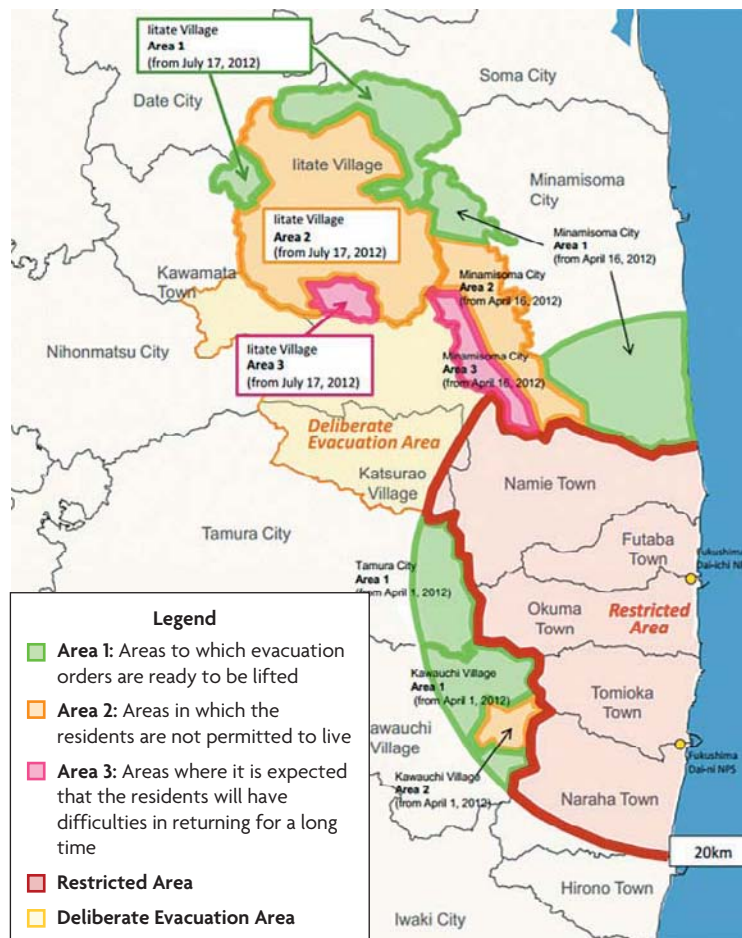 Iitate Village
Area 1
(from July 17, 2012)
Soma City
Date City
Iitate Village
Minamisoma
City
Iitate Village
Area 2
(from July 17, 2012)
Minamisoma City
Area 1
(from April 16, 2012)
Kawamata
Town
Minamisoma City
Area 2
(from April 16, 2012)
Nihonmatsu City
Iitate Village
Area 3
(from July 17, 2012)
Minamisoma City
Area 3
(from April 16, 2012)
Deliberate
Evacuation Area
Katsurao
Village
Namie Town
Tamura City
Futaba
Town
Fukushima
Dai-ichi N
Tamura City
Area 1
(from April 1, 2012)
Okuma
Town
Restricted
Area
Legend
Area 1: Areas to which evacuation
orders are ready to be lifted
Area 2: Areas in which the
residents are not permitted to live
Area 3: Areas where it is expected
that the residents will have
difficulties in returning for a long
time
Restricted Area
Deliberate Evacuation Area
Kawauchi Village
Area 1
(from April 1, 2012)
Tomioka
Town
awauchi
Village
Fukushima
Dai-ni NPS
Kawauchi Village
Area 2
(from April 1, 2012)
Naraha Town
20km
Hirono Town
Iwaki City